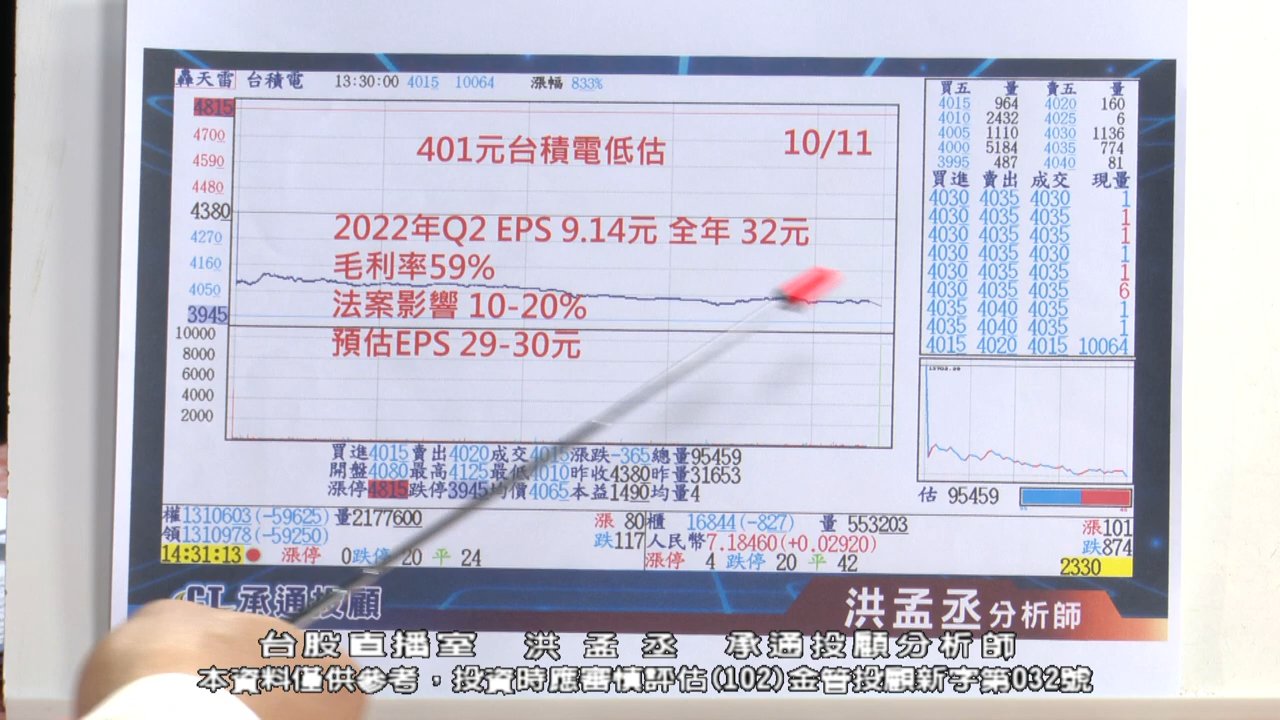 轟天雷 台積電 13:30:00 4015 10064 漲幅 833%
4815
4700
4590
4480
4380
4270
4160
4050
3945
10000
8000
6000
4000
2000
401元台積電低估 10/11
2022年Q2 EPS 9.14元 全年 32元
毛利率59%
法案影響 10-20%
預估EPS 29-30元
買五 量 賣五 量
4015 964 4020 160
4010 2432 4025 6
4005 1110 4030 1136
4000 5184 4035 774
3995 487 4040 81
買進 賣出 成交 現量
4030 4035 4030 1
4030 4035 4035 1
4030 4035 4035 1
4030 4035 4030 1
4030 4035 4035 1
4030 4035 4035 6
4035 4040 4035 1
4035 4040 4035 1
4015 4020 4015 10064
估 95459
買進4015賣出4020成交4015漲跌-365總量95459
開盤4080最高4125最低4010昨收4380昨量31653
漲停4815跌停3945均價4065本益1490均量4
權1310603(-59625) 量2177600 漲 80 櫃 16844(-827) 量 553203 漲101
領1310978(-59250) 跌117 人民幣7.18460(+0.02920) 跌874
14:31:13 漲停 0跌停 20 平 24 漲停 4 跌停 20 平 42 2330
CT 承通投顧
洪孟丞 分析師
台股直播室 洪孟丞 承通投顧分析師
本資料僅供參考，投資時應審慎評估(102)金管投顧新字第032號